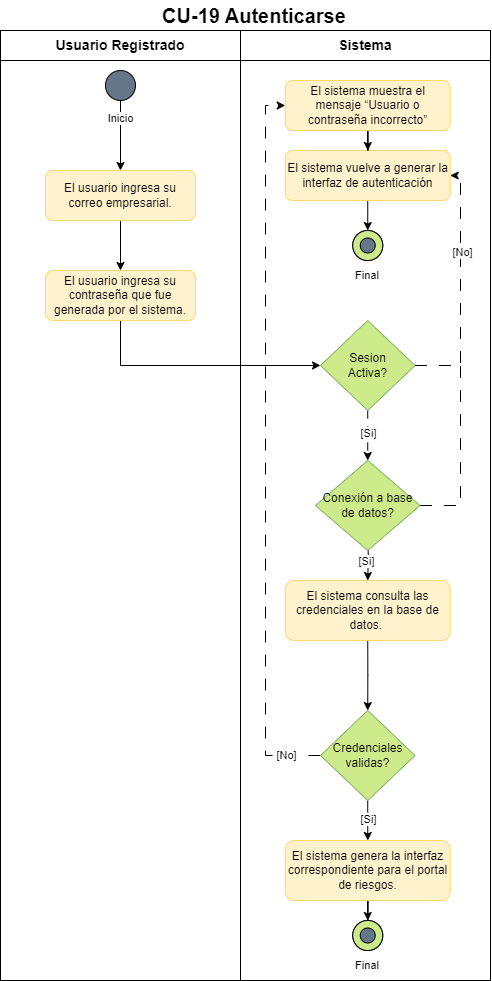 CU-19 Autenticarse
Usuario Registrado
Sistema
Inicio
El usuario ingresa su
correo empresarial.
El usuario ingresa su
contraseña que fue
generada por el sistema.
El sistema muestra el
mensaje “Usuario o
contraseña incorrecto”
El sistema vuelve a generar la
interfaz de autenticación
Final
[No]
Sesion
Activa?
[Si]
Conexión a base
de datos?
[Si]
El sistema consulta las
credenciales en la base de
datos.
Credenciales
validas?
[No]
[Si]
El sistema genera la interfaz
correspondiente para el portal
de riesgos.
Final